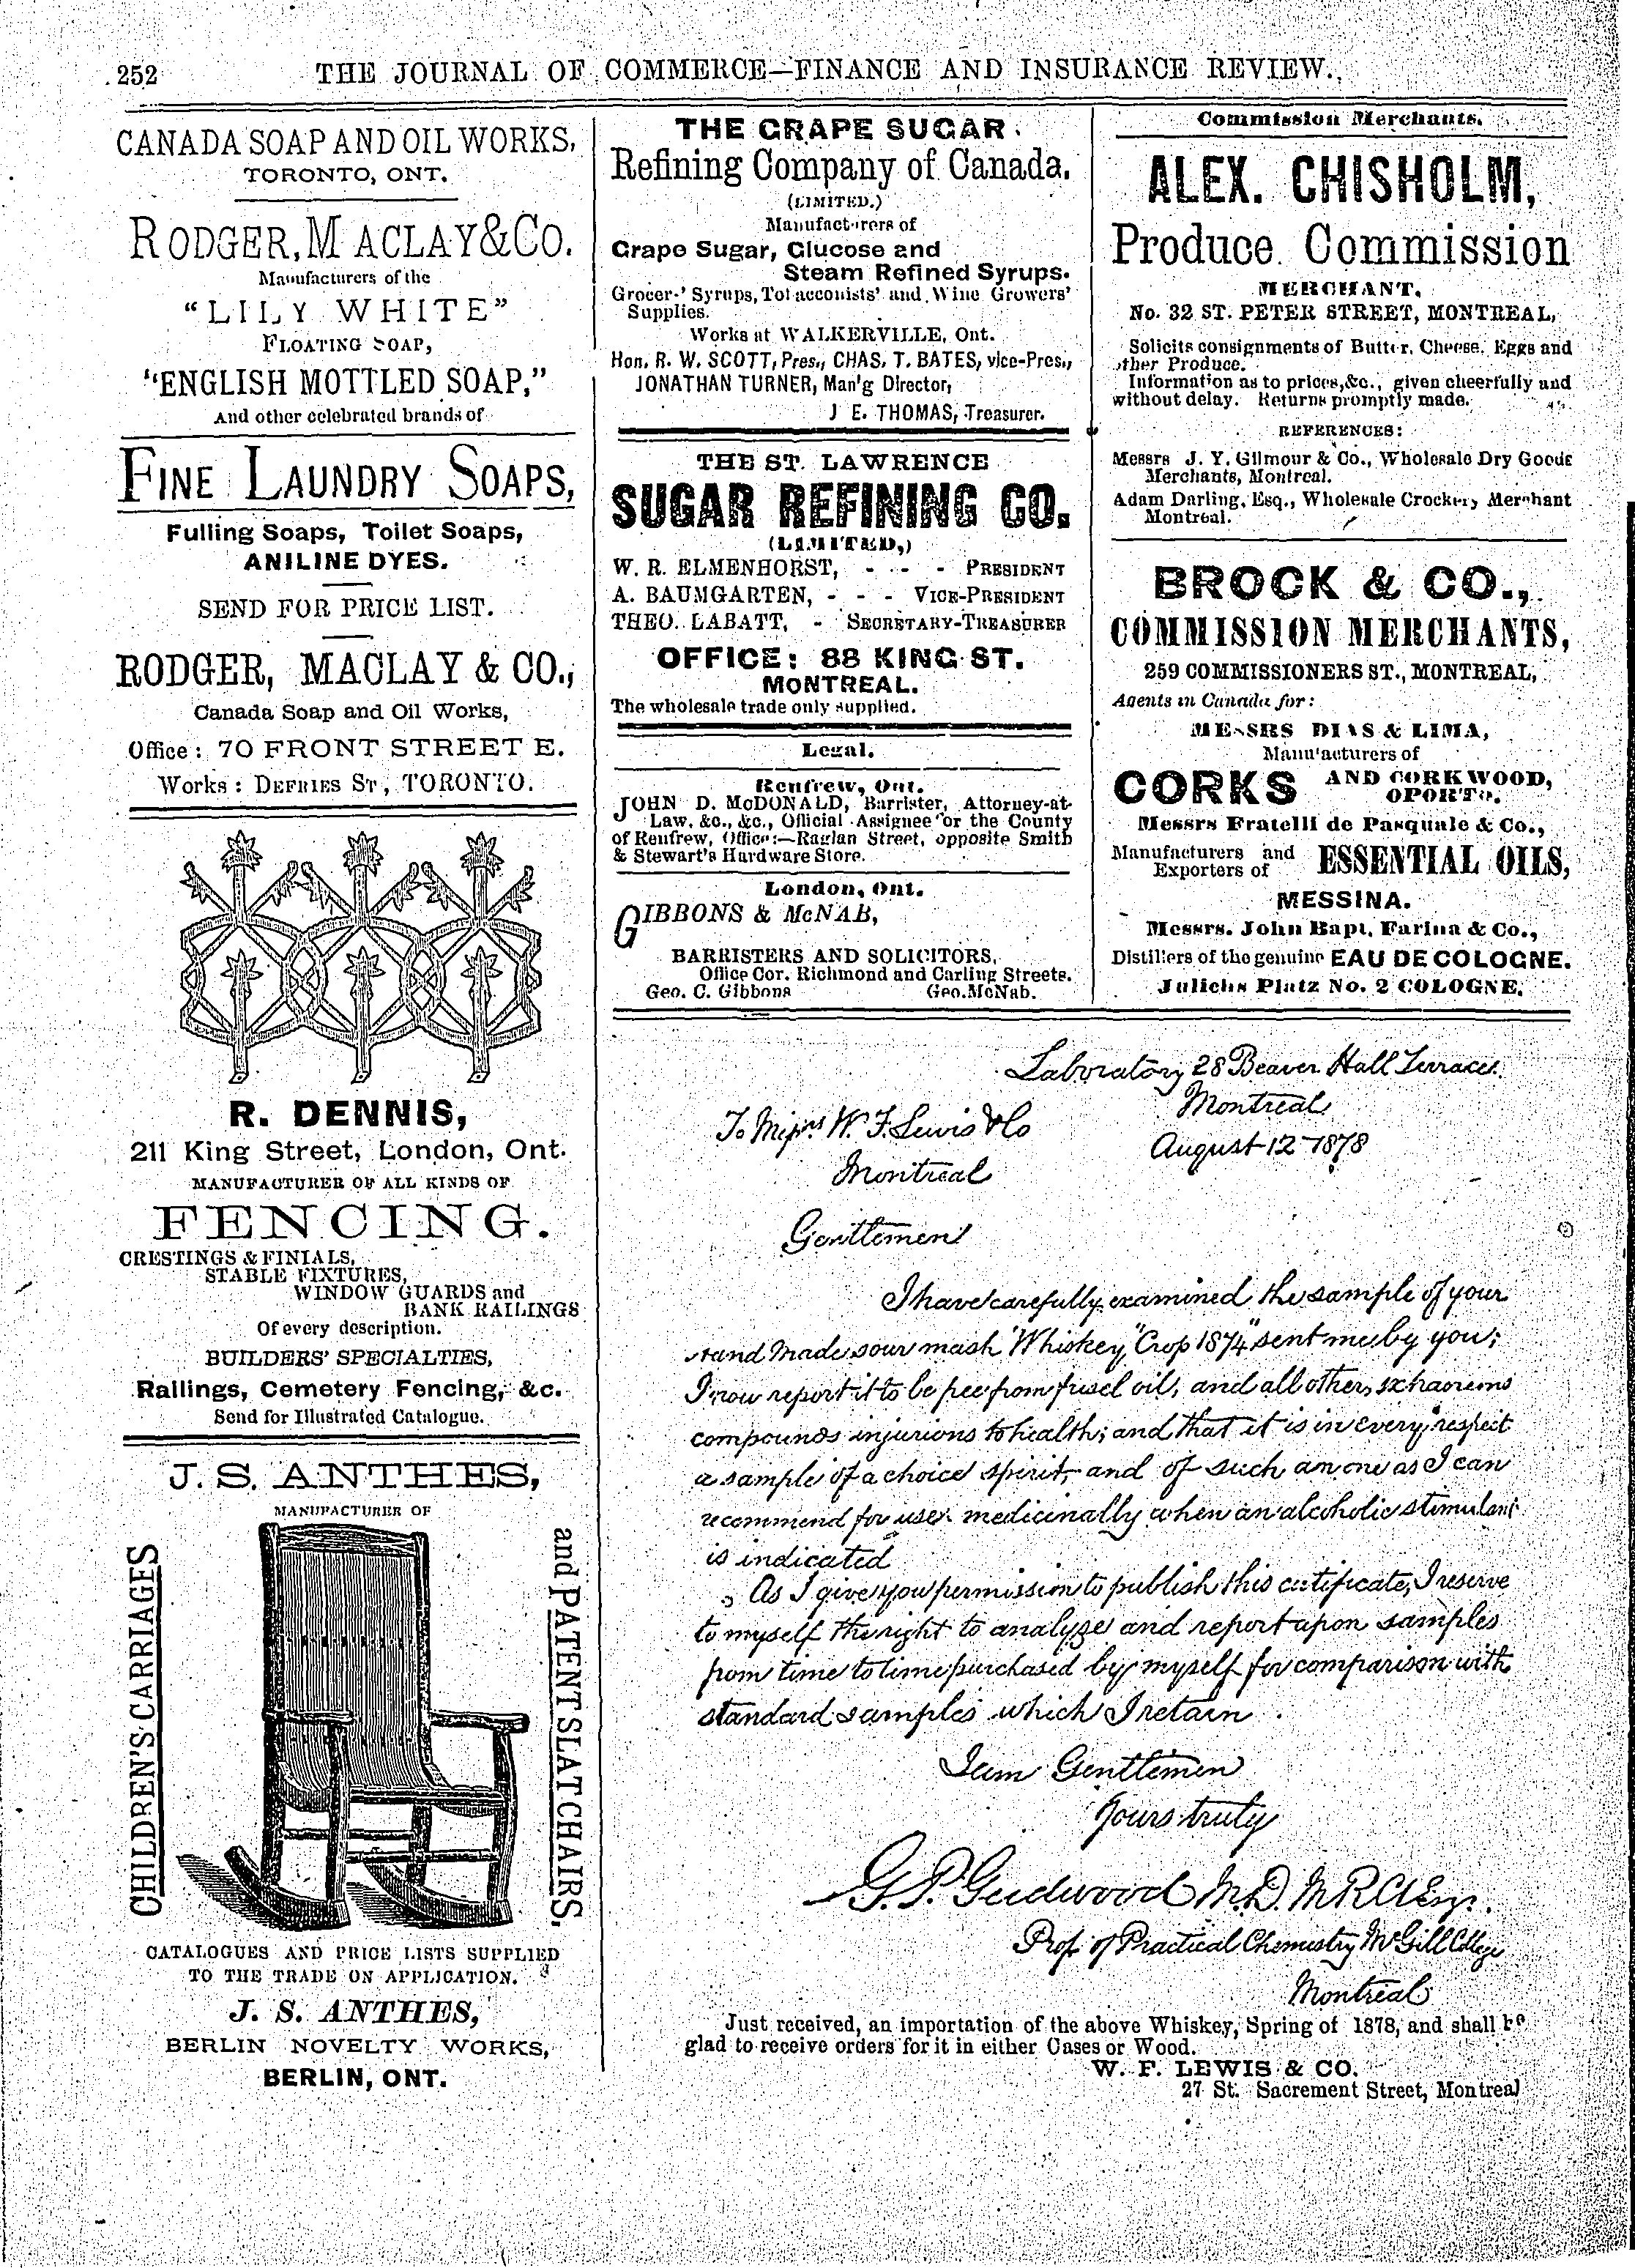 252
THE JOURNAL OF COMMERCE—FINANCE AND INSURANCE REVIEW.
CANADA SOAP AND OIL WORKS,
TORONTO, ONT.
RODGER, MACLAY & CO.
Manufacturers of the
"LILY WHITE"
FLOATING SOAP,
"ENGLISH MOTTLED SOAP,"
And other celebrated brands of
FINE LAUNDRY SOAPS,
Fulling Soaps, Toilet Soaps,
ANILINE DYES.
SEND FOR PRICE LIST.
RODGER, MACLAY & CO.,
Canada Soap and Oil Works,
Office: 70 FRONT STREET E.
Works: DEFRIES ST, TORONTO.
R. DENNIS,
211 King Street, London, Ont.
MANUFACTURER OF ALL KINDS OF
FENCING.
CRESTINGS & FINIALS,
STABLE FIXTURES,
WINDOW GUARDS and
BANK RAILINGS
Of every description.
BUILDERS' SPECIALTIES,
Railings, Cemetery Fencing, &c.
Send for Illustrated Catalogue.
J. S. ANTHES,
MANUFACTURER OF
CHILDREN'S CARRIAGES
and PATENT SLAT CHAIRS.
CATALOGUES AND PRICE LISTS SUPPLIED
TO THE TRADE ON APPLICATION.
J. S. ANTHES,
BERLIN NOVELTY WORKS,
BERLIN, ONT.
THE GRAPE SUGAR
Refining Company of Canada.
(LIMITED.)
Manufacturers of
Grape Sugar, Glucose and
Steam Refined Syrups.
Grocers' Syrups, Tobacconists' and Wine Growers'
Supplies.
Works at WALKERVILLE, Ont.
Hon. R. W. SCOTT, Pres., CHAS. T. BATES, vice-Pres.,
JONATHAN TURNER, Man'g Director,
J E. THOMAS, Treasurer.
THE ST. LAWRENCE
SUGAR REFINING CO.
(LIMITED,)
W. R. ELMENHORST, - - - PRESIDENT
A. BAUMGARTEN, - - - VICE-PRESIDENT
THEO. LABATT, - SECRETARY-TREASURER
OFFICE: 88 KING ST.
MONTREAL.
The wholesale trade only supplied.
Legal.
Renfrew, Ont.
JOHN D. McDONALD, Barrister, Attorney-at-
Law, &c., &c., Official Assignee for the County
of Renfrew, Office:—Raglan Street, opposite Smith
& Stewart's Hardware Store.
London, Ont.
GIBBONS & McNAB,
BARRISTERS AND SOLICITORS,
Office Cor. Richmond and Carling Streets.
Geo. C. Gibbons Geo. McNab.
Commission Merchants.
ALEX. CHISHOLM,
Produce Commission
MERCHANT,
No. 32 ST. PETER STREET, MONTREAL,
Solicits consignments of Butter, Cheese, Eggs and
other Produce.
Information as to prices, &c., given cheerfully and
without delay. Returns promptly made.
REFERENCES:
Messrs J. Y. Gilmour & Co., Wholesale Dry Goods
Merchants, Montreal.
Adam Darling, Esq., Wholesale Crockery Merchant
Montreal.
BROCK & CO.,
COMMISSION MERCHANTS,
259 COMMISSIONERS ST., MONTREAL,
Agents in Canada for:
MESSRS DIAS & LIMA,
Manufacturers of
CORKS AND CORKWOOD,
OPORTO.
Messrs Fratelli de Pasquale & Co.,
Manufacturers and
Exporters of ESSENTIAL OILS,
MESSINA.
Messrs. John Bapt. Farina & Co.,
Distillers of the genuine EAU DE COLOGNE.
Julichs Platz No. 2 COLOGNE.
Laboratory 28 Beaver Hall Terrace
Montreal
August 12 1878
To Messrs W. F. Lewis & Co
Montreal
Gentlemen
I have carefully examined the sample of your
Hand Made sour mash Whiskey "Crop 1874" sent me by you;
I now report it to be free from fusel oil, and all other
compounds injurious to health; and that it is in every respect
a sample of a choice spirit, and of such an one as I can
recommend for use medicinally when an alcoholic stimulant
is indicated
As I give you permission to publish this certificate, I reserve
to myself the right to analyze and report upon samples
from time to time purchased by myself for comparison with
standard samples which I retain.
I am Gentlemen
Yours truly
G. P. Girdwood M.D. M.R.C.S. Eng.
Prof. of Practical Chemistry McGill College
Montreal
Just received, an importation of the above Whiskey, Spring of 1878, and shall be
glad to receive orders for it in either Cases or Wood.
W. F. LEWIS & CO.
27 St. Sacrement Street, Montreal